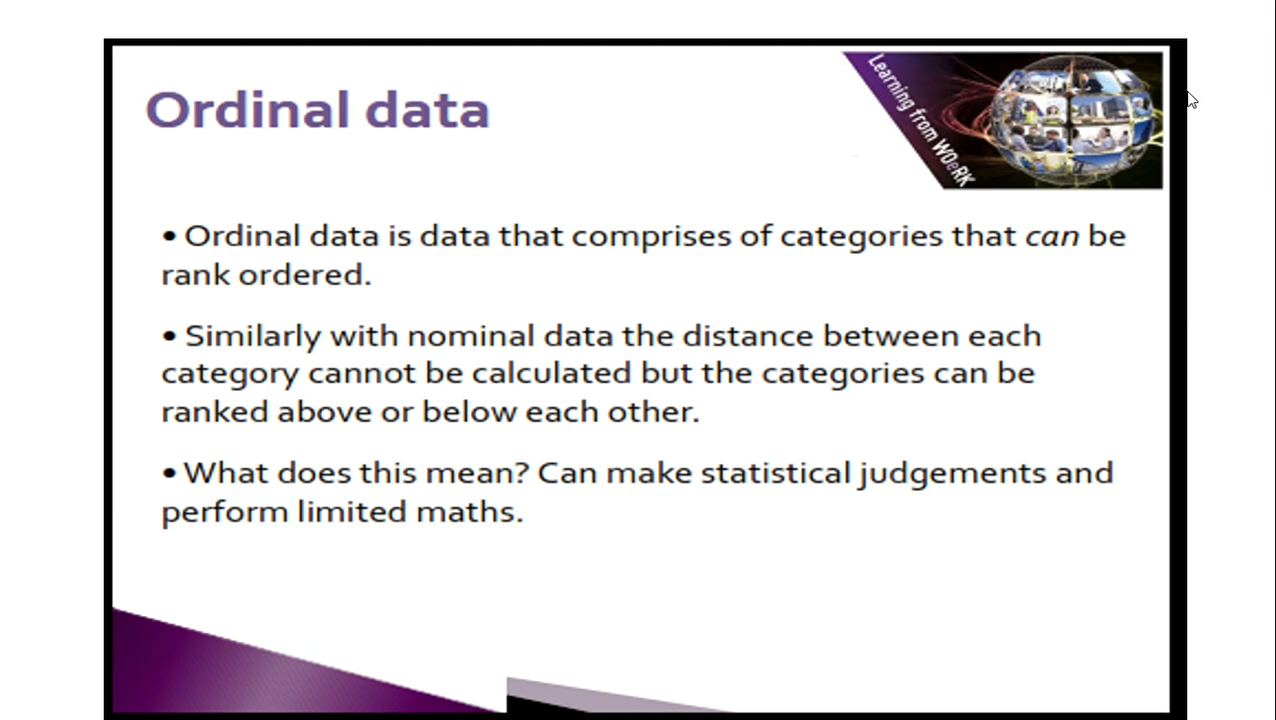 Learning from WOeRK
Ordinal data
• Ordinal data is data that comprises of categories that can be
rank ordered.
• Similarly with nominal data the distance between each
category cannot be calculated but the categories can be
ranked above or below each other.
• What does this mean? Can make statistical judgements and
perform limited maths.